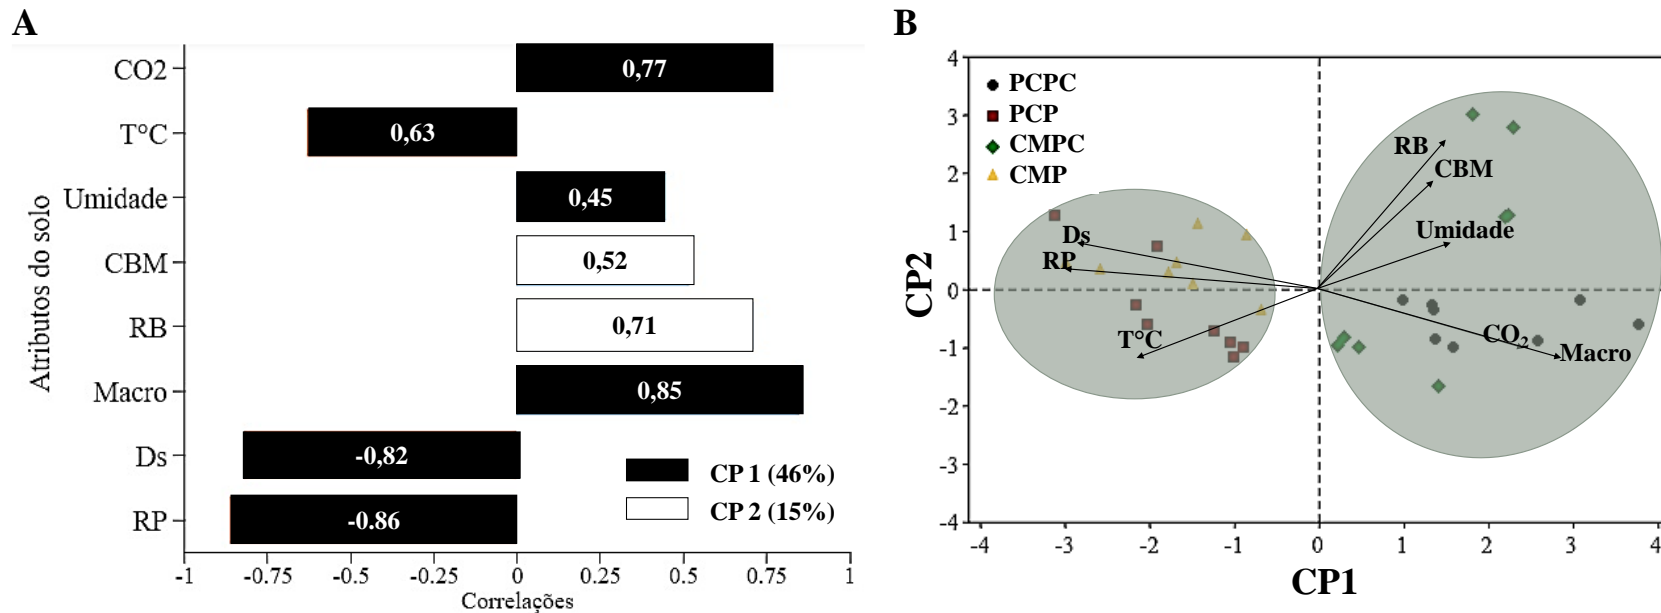 A
Atributos do solo
CO2
0,77
T°C
0,63
Umidade
0,45
CBM
0,52
RB
0,71
Macro
0,85
Ds
-0,82
RP
-0.86
CP 1 (46%)
CP 2 (15%)
-1 -0.75 -0.5 -0.25 0 0.25 0.5 0.75 1
Correlações
B
CP2
4
3
2
1
0
-1
-2
-3
-4
PCPC
PCP
CMPC
CMP
RB
CBM
Umidade
Ds
RP
T°C
CO2
Macro
-4 -3 -2 -1 0 1 2 3 4
CP1